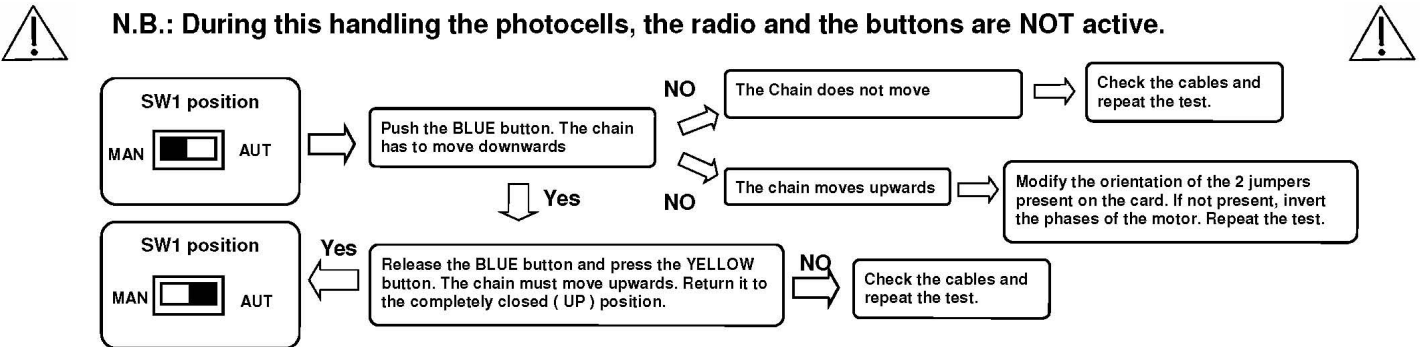 N.B.: During this handling the photocells, the radio and the buttons are NOT active.
SW1 position
MAN
AUT
Push the BLUE button. The chain
has to move downwards
NO
The Chain does not move
Check the cables and
repeat the test.
NO
The chain moves upwards
Modify the orientation of the 2 jumpers
present on the card. If not present, invert
the phases of the motor. Repeat the test.
Yes
SW1 position
MAN
AUT
Yes
Release the BLUE button and press the YELLOW
button. The chain must move upwards. Return it to
the completely closed ( UP ) position.
NO
Check the cables and
repeat the test.